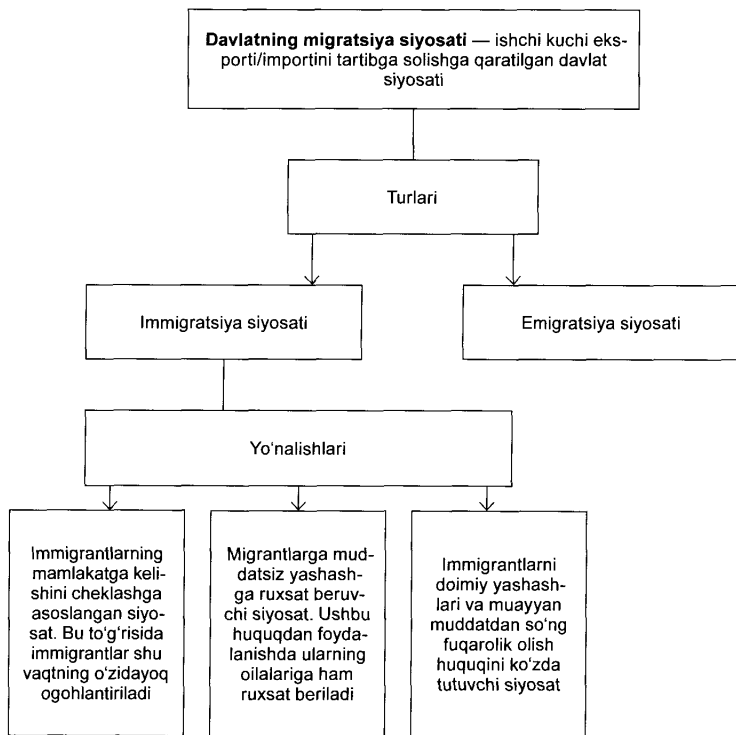 Davlatning migratsiya siyosati — ishchi kuchi eks-
porti/importini tartibga solishga qaratilgan davlat
siyosati
Turlari
Immigratsiya siyosati
Emigratsiya siyosati
Yo‘nalishlari
Immigrantlarning
mamlakatga keli-
shini cheklashga
asoslangan siyo-
sat. Bu to‘g‘risida
immigrantlar shu
vaqtning o‘zidayoq
ogohlantiriladi
Migrantlarga mud-
datsiz yashash-
ga ruxsat beruv-
chi siyosat. Ushbu
huquqdan foyda-
lanishda ularning
oilalariga ham
ruxsat beriladi
Immigrantlarni
doimiy yashash-
lari va muayyan
muddatdan so‘ng
fuqarolik olish
huquqini ko‘zda
tutuvchi siyosat